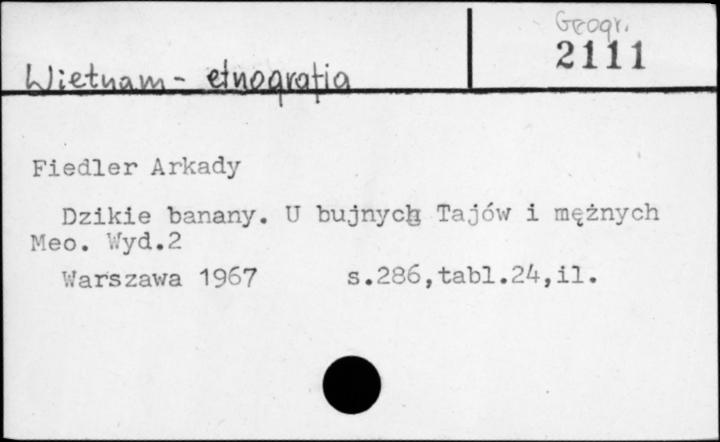 Geogr.
2111
Wietnam - etnografia
Fiedler Arkady
Dzikie banany. U bujnych Tajów i mężnych
Meo. Wyd.2
Warszawa 1967 s.286,tabl.24,il.